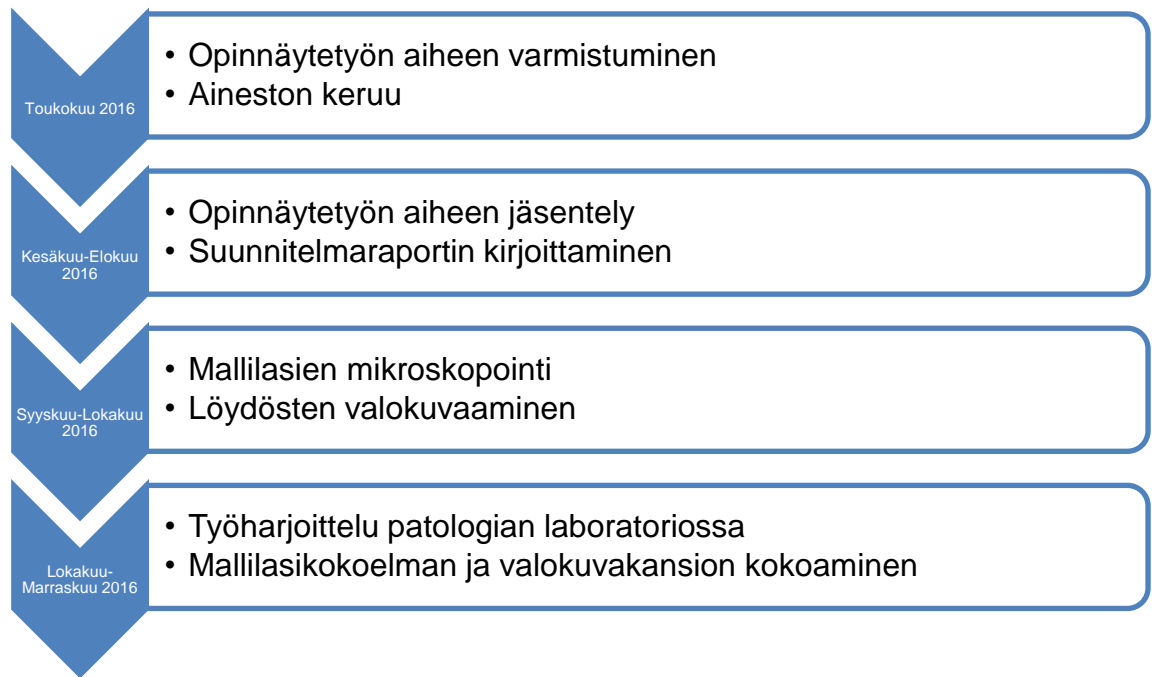 Toukokuu 2016
• Opinnäytetyön aiheen varmistuminen
• Aineston keruu
Kesäkuu-Elokuu
2016
• Opinnäytetyön aiheen jäsentely
• Suunnitelmaraportin kirjoittaminen
Syyskuu-Lokakuu
2016
• Mallilasien mikroskopointi
• Löydösten valokuvaaminen
Lokakuu-
Marraskuu 2016
• Työharjoittelu patologian laboratoriossa
• Mallilasikokoelman ja valokuvakansion kokoaminen